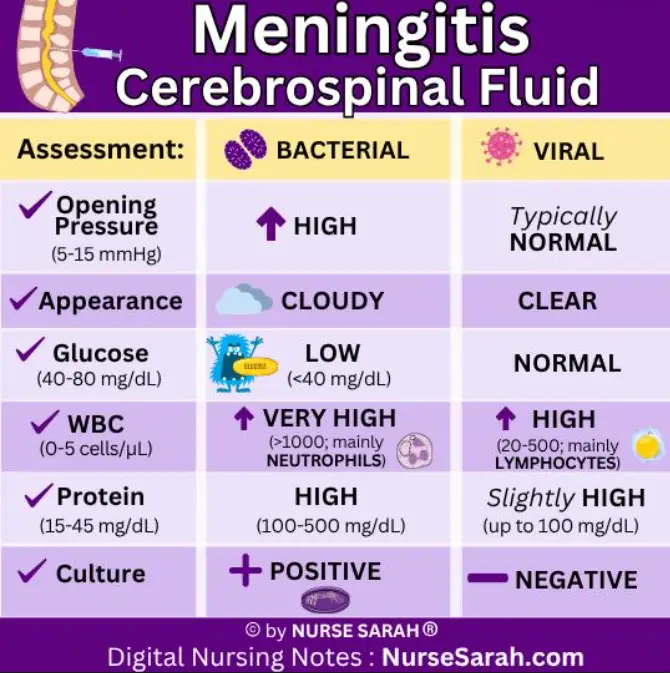 Meningitis
Cerebrospinal Fluid
Assessment:
BACTERIAL
VIRAL
Opening
Pressure
(5-15 mmHg)
HIGH
Typically
NORMAL
Appearance
CLOUDY
CLEAR
Glucose
(40-80 mg/dL)
GLUCOSE
LOW
(<40 mg/dL)
NORMAL
WBC
(0-5 cells/µL)
VERY HIGH
(>1000; mainly
NEUTROPHILS)
HIGH
(20-500; mainly
LYMPHOCYTES)
Protein
(15-45 mg/dL)
HIGH
(100-500 mg/dL)
Slightly HIGH
(up to 100 mg/dL)
Culture
POSITIVE
NEGATIVE
© by NURSE SARAH®
Digital Nursing Notes : NurseSarah.com